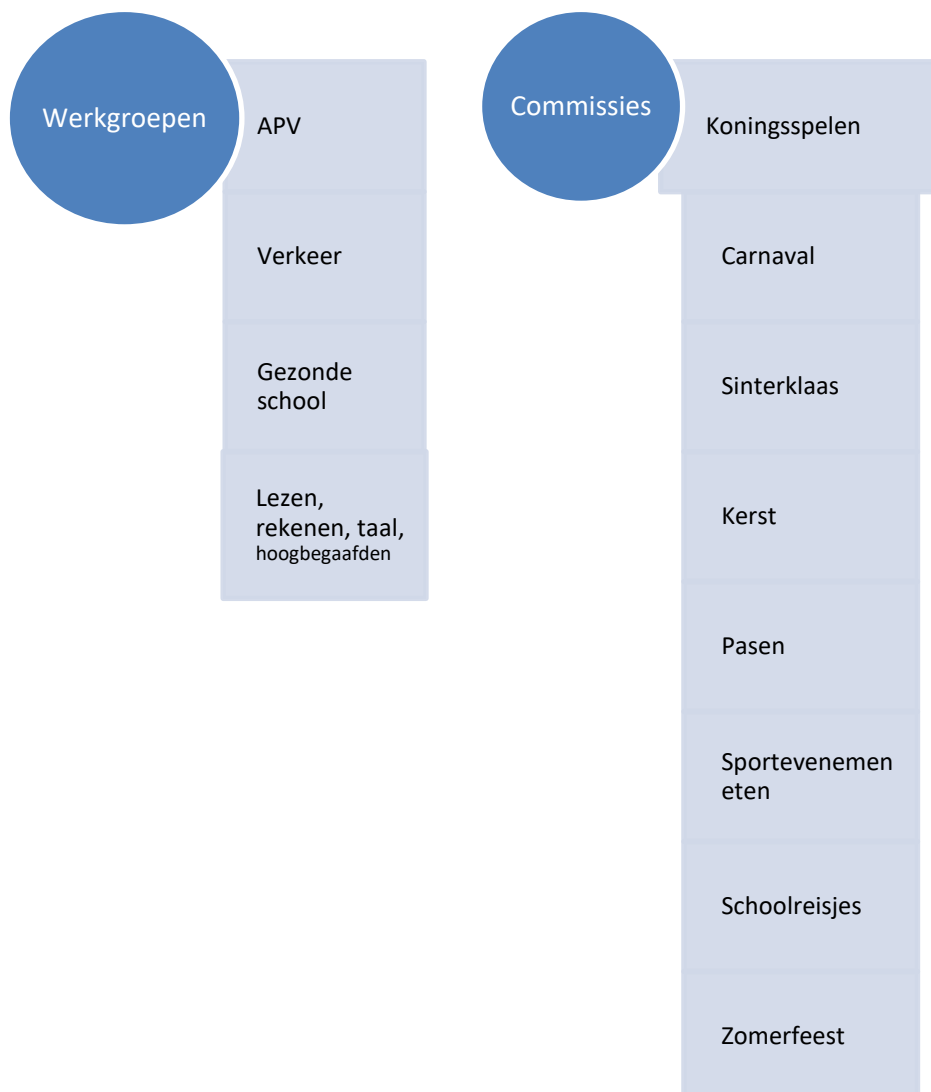 Werkgroepen
APV
Verkeer
Gezonde
school
Lezen,
rekenen, taal,
hoogbegaafden
Commissies
Koningsspelen
Carnaval
Sinterklaas
Kerst
Pasen
Sportevenemen
eten
Schoolreisjes
Zomerfeest